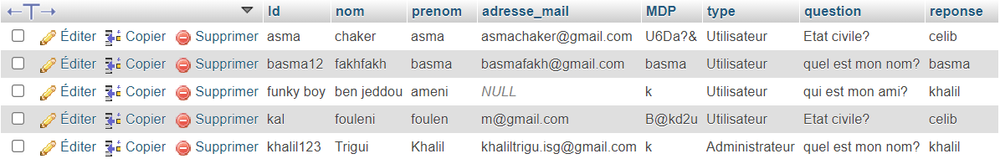 Id nom prenom adresse_mail MDP type question reponse
Éditer Copier Supprimer asma chaker asma asmachaker@gmail.com U6Da?& Utilisateur Etat civile? celib
Éditer Copier Supprimer basma12 fakhfakh basma basmafakh@gmail.com basma Utilisateur quel est mon nom? basma
Éditer Copier Supprimer funky boy ben jeddou ameni NULL k Utilisateur qui est mon ami? khalil
Éditer Copier Supprimer kal fouleni foulen m@gmail.com B@kd2u Utilisateur Etat civile? celib
Éditer Copier Supprimer khalil123 Trigui Khalil khaliltrigu.isg@gmail.com k Administrateur quel est mon nom? khalil